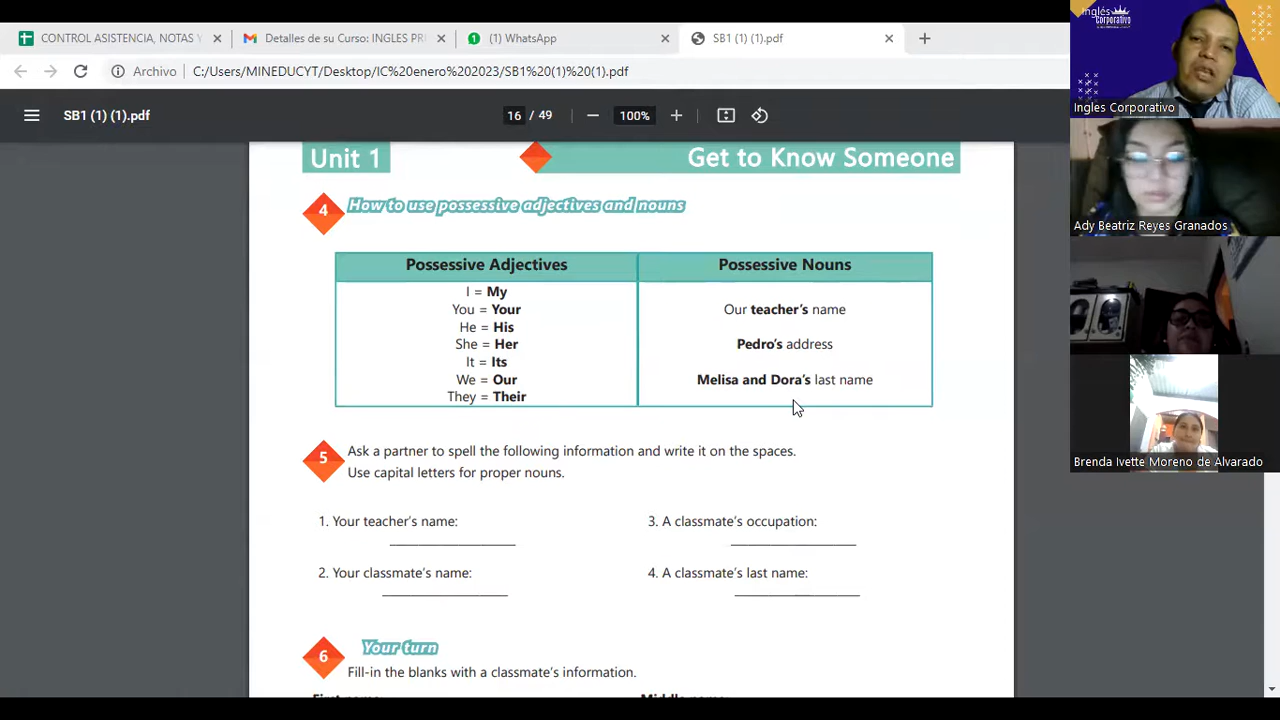 CONTROL ASISTENCIA, NOTAS Y
Detalles de su Curso: INGLES PR
(1) WhatsApp
SB1 (1) (1).pdf
Archivo
C:/Users/MINEDUCYT/Desktop/IC%20enero%202023/SB1%20(1)%20(1).pdf
SB1 (1) (1).pdf
16 / 49
100%
Unit 1
Get to Know Someone
4
How to use possessive adjectives and nouns
Possessive Adjectives
I = My
You = Your
He = His
She = Her
It = Its
We = Our
They = Their
Possessive Nouns
Our teacher's name
Pedro's address
Melisa and Dora's last name
5
Ask a partner to spell the following information and write it on the spaces.
Use capital letters for proper nouns.
1. Your teacher's name:
2. Your classmate's name:
3. A classmate's occupation:
4. A classmate's last name:
6
Your turn
Fill-in the blanks with a classmate's information.
First name:
Middle name
Inglés
Corporativo
Ingles Corporativo
Ady Beatriz Reyes Granados
Brenda Ivette Moreno de Alvarado